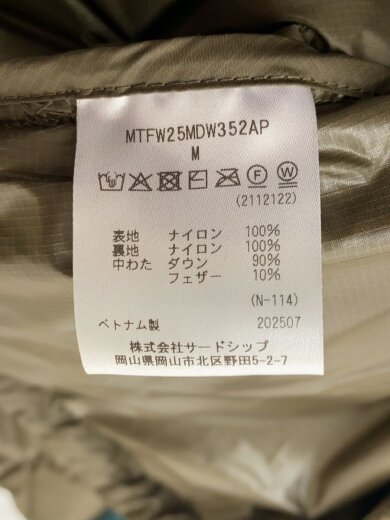 MTFW25MDW352AP
M
F W
(2112122)
表地 ナイロン 100%
裏地 ナイロン 100%
中わた ダウン 90%
フェザー 10%
(N-114)
ベトナム製 202507
株式会社サードシップ
岡山県岡山市北区野田5-2-7